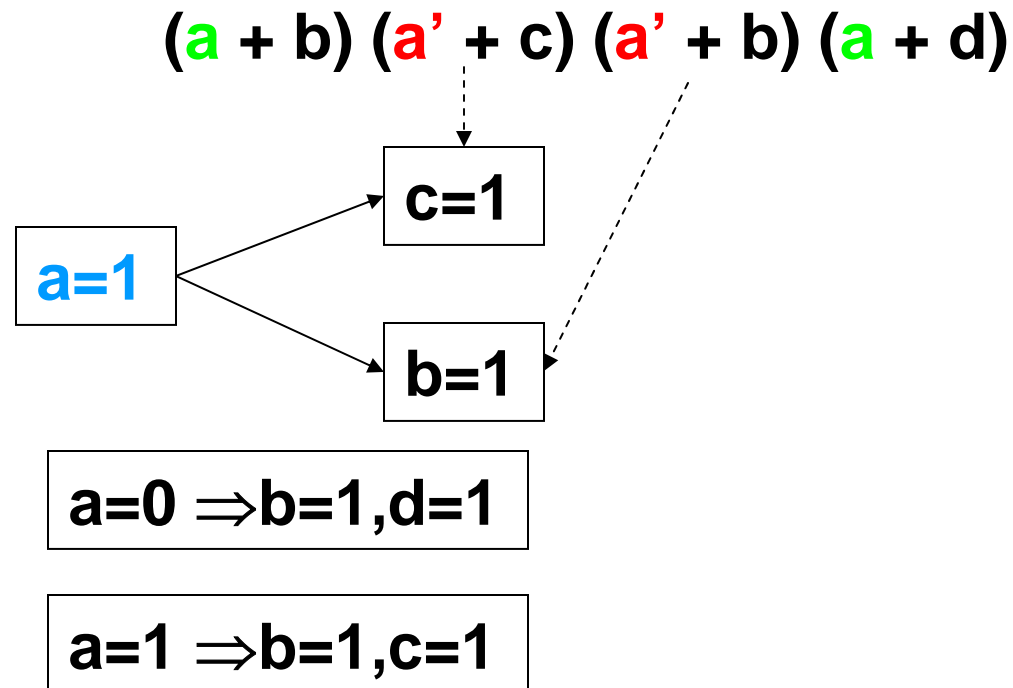 (a + b) (a’ + c) (a’ + b) (a + d)
c=1
a=1
b=1
a=0 ⇒b=1,d=1
a=1 ⇒b=1,c=1